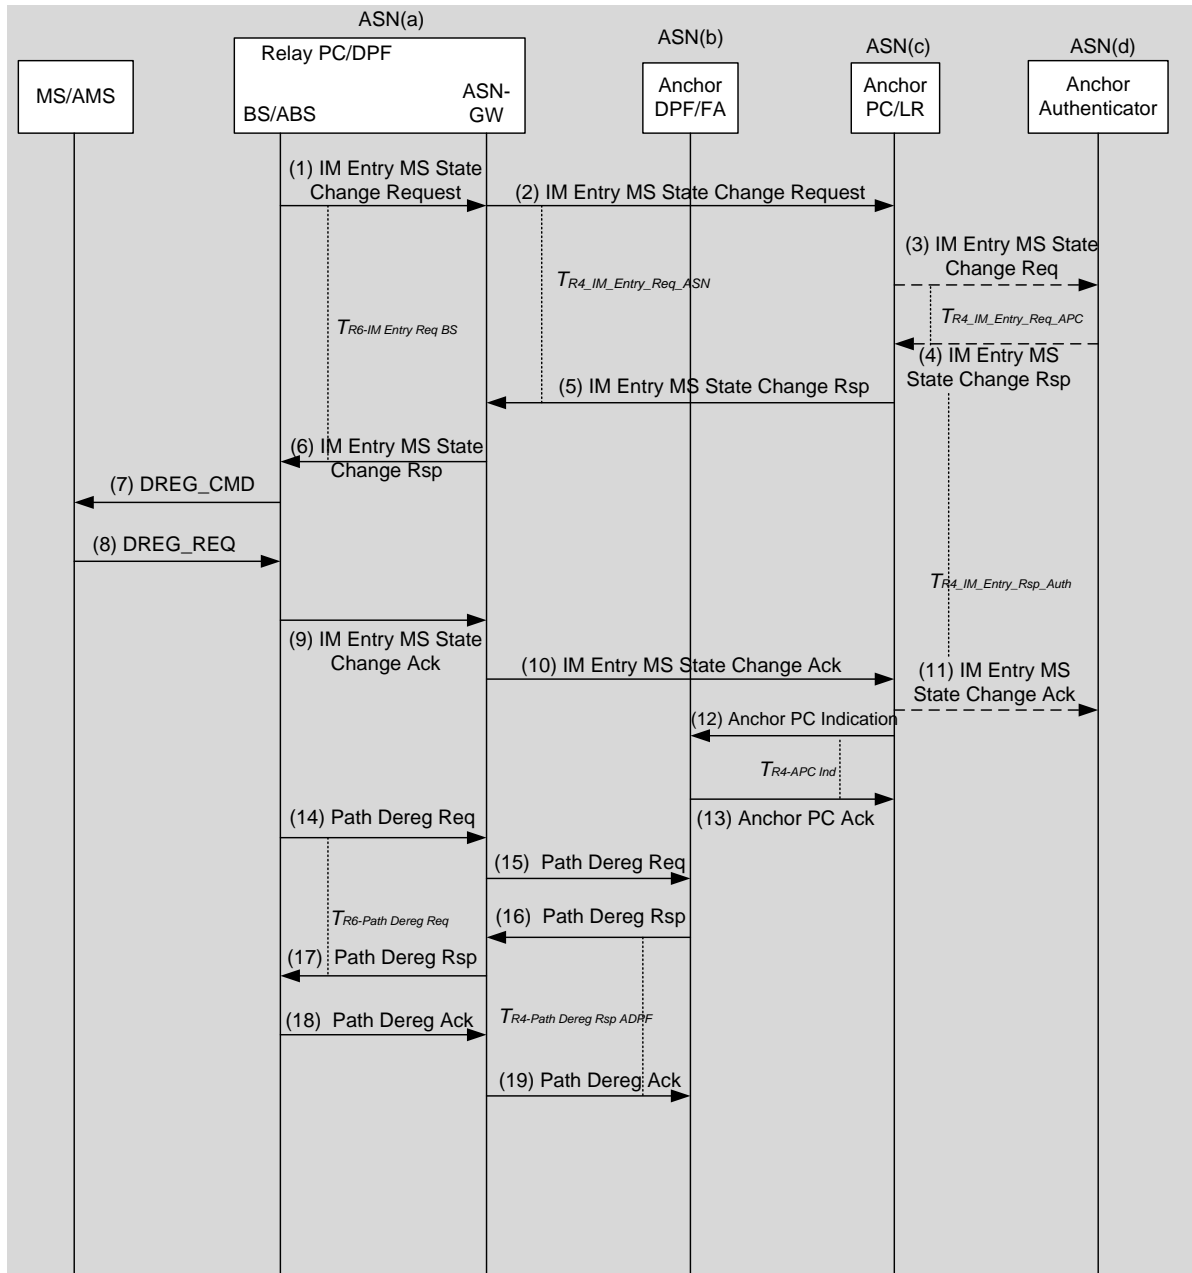 ASN(a)
ASN(b)
ASN(c)
ASN(d)
MS/AMS
Relay PC/DPF
BS/ABS
ASN-
GW
Anchor
DPF/FA
Anchor
PC/LR
Anchor
Authenticator
(1) IM Entry MS State
Change Request
(2) IM Entry MS State Change Request
(3) IM Entry MS State
Change Req
TR4_IM_Entry_Req_ASN
TR6-IM Entry Req BS
TR4_IM_Entry_Req_APC
(4) IM Entry MS
State Change Rsp
(5) IM Entry MS State Change Rsp
(6) IM Entry MS State
Change Rsp
(7) DREG_CMD
(8) DREG_REQ
TR4_IM_Entry_Rsp_Auth
(9) IM Entry MS State
Change Ack
(10) IM Entry MS State Change Ack
(11) IM Entry MS
State Change Ack
(12) Anchor PC Indication
TR4-APC Ind
(13) Anchor PC Ack
(14) Path Dereg Req
(15) Path Dereg Req
TR6-Path Dereg Req
(16) Path Dereg Rsp
(17) Path Dereg Rsp
(18) Path Dereg Ack
TR4-Path Dereg Rsp ADPF
(19) Path Dereg Ack